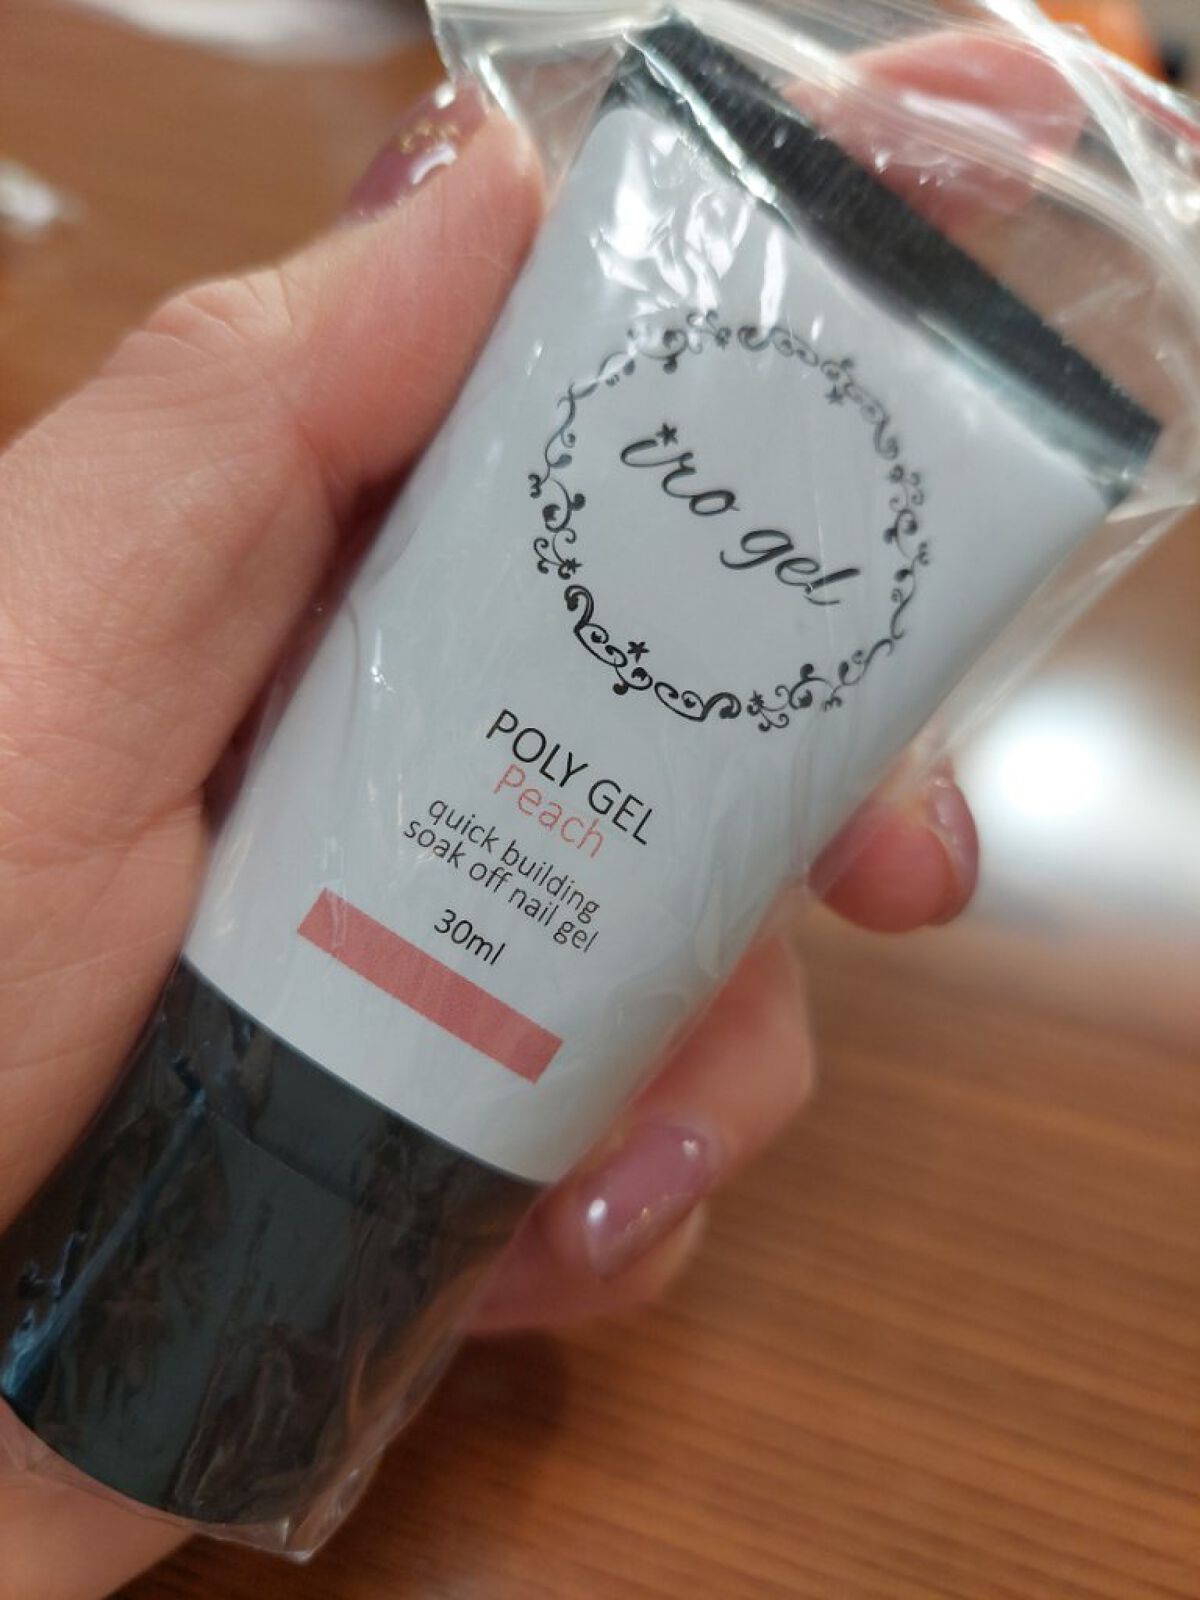 iro gel
POLY GEL
Peach
quick building
soak off nail gel
30ml